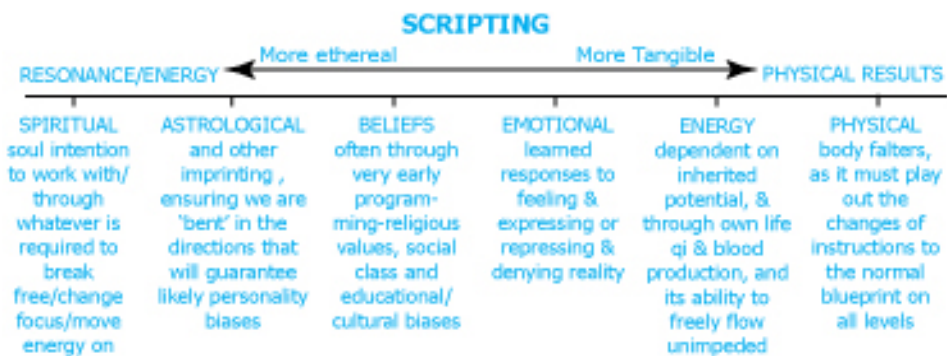 SCRIPTING
More ethereal More Tangible
RESONANCE/ENERGY PHYSICAL RESULTS
SPIRITUAL
soul intention
to work with/
through
whatever is
required to
break
free/change
focus/move
energy on
ASTROLOGICAL
and other
imprinting ,
ensuring we are
'bent' in the
directions that
will guarantee
likely personality
biases
BELIEFS
often through
very early
program-
ming-religious
values, social
class and
educational/
cultural biases
EMOTIONAL
learned
responses to
feeling &
expressing or
repressing &
denying reality
ENERGY
dependent on
inherited
potential, &
through own life
qi & blood
production, and
its ability to
freely flow
unimpeded
PHYSICAL
body falters,
as it must play
out the
changes of
instructions to
the normal
blueprint on
all levels